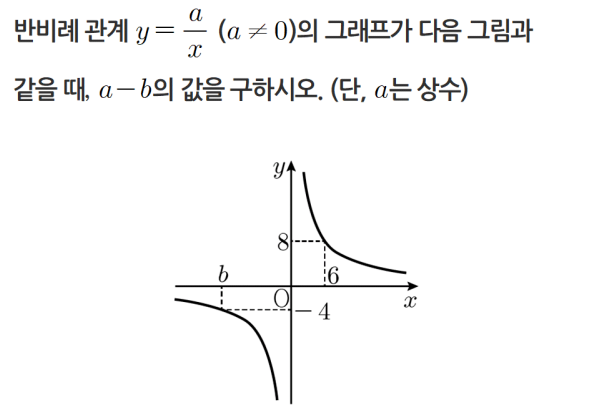 반비례 관계 y = a/x (a ≠ 0)의 그래프가 다음 그림과
같을 때, a − b의 값을 구하시오. (단, a는 상수)
y
8
b
6
O
− 4
x